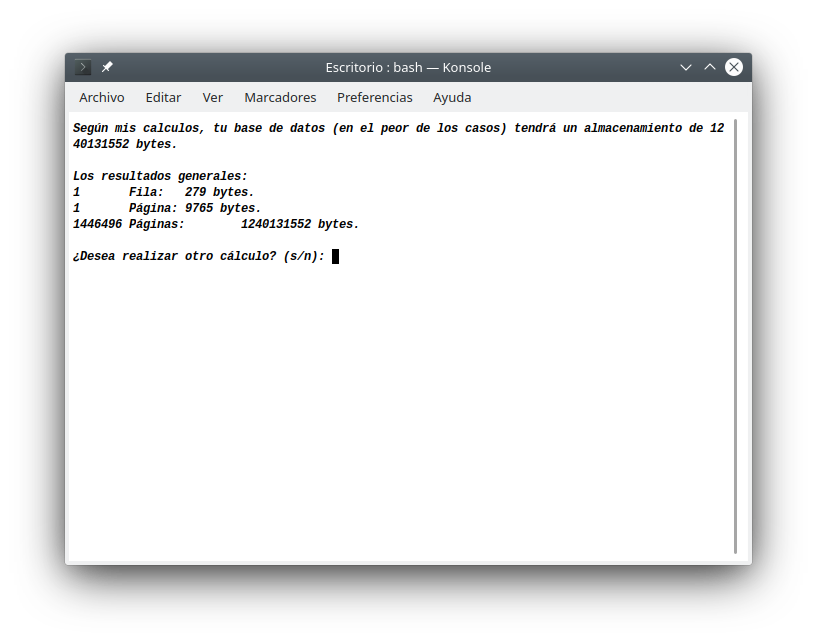 Escritorio : bash — Konsole
Archivo Editar Ver Marcadores Preferencias Ayuda
Según mis calculos, tu base de datos (en el peor de los casos) tendrá un almacenamiento de 12
40131552 bytes.
Los resultados generales:
1 Fila: 279 bytes.
1 Página: 9765 bytes.
1446496 Páginas: 1240131552 bytes.
¿Desea realizar otro cálculo? (s/n):